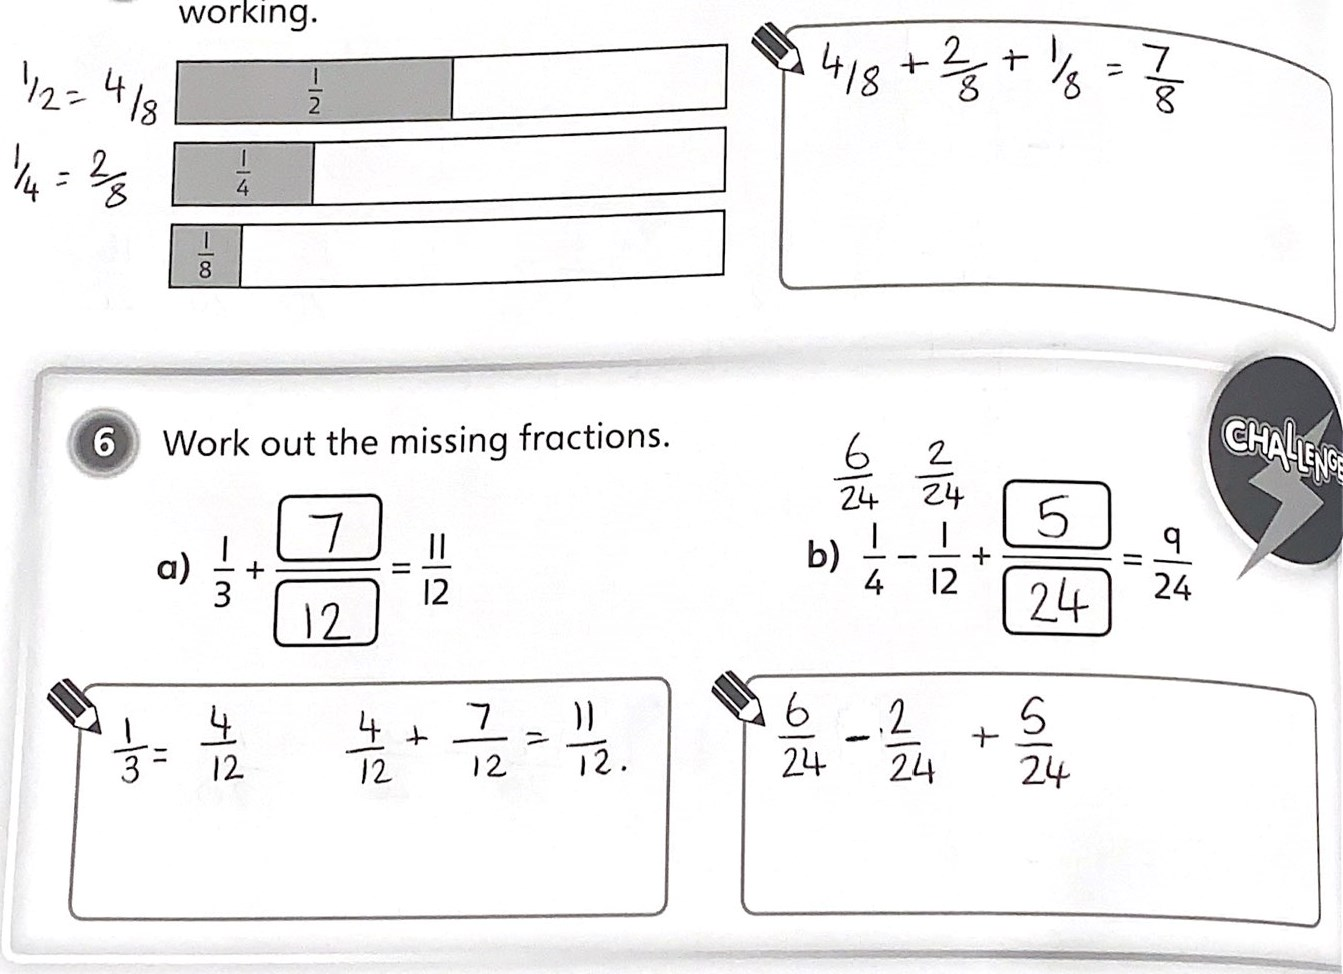 working.
1/2 = 4/8
1/2
1/4 = 2/8
1/4
1/8
4/8 + 2/8 + 1/8 = 7/8
CHALLENGE
6 Work out the missing fractions.
a) 1/3 + 7/12 = 11/12
6/24 2/24
b) 1/4 − 1/12 + 5/24 = 9/24
1/3 = 4/12 4/12 + 7/12 = 11/12.
6/24 − 2/24 + 5/24